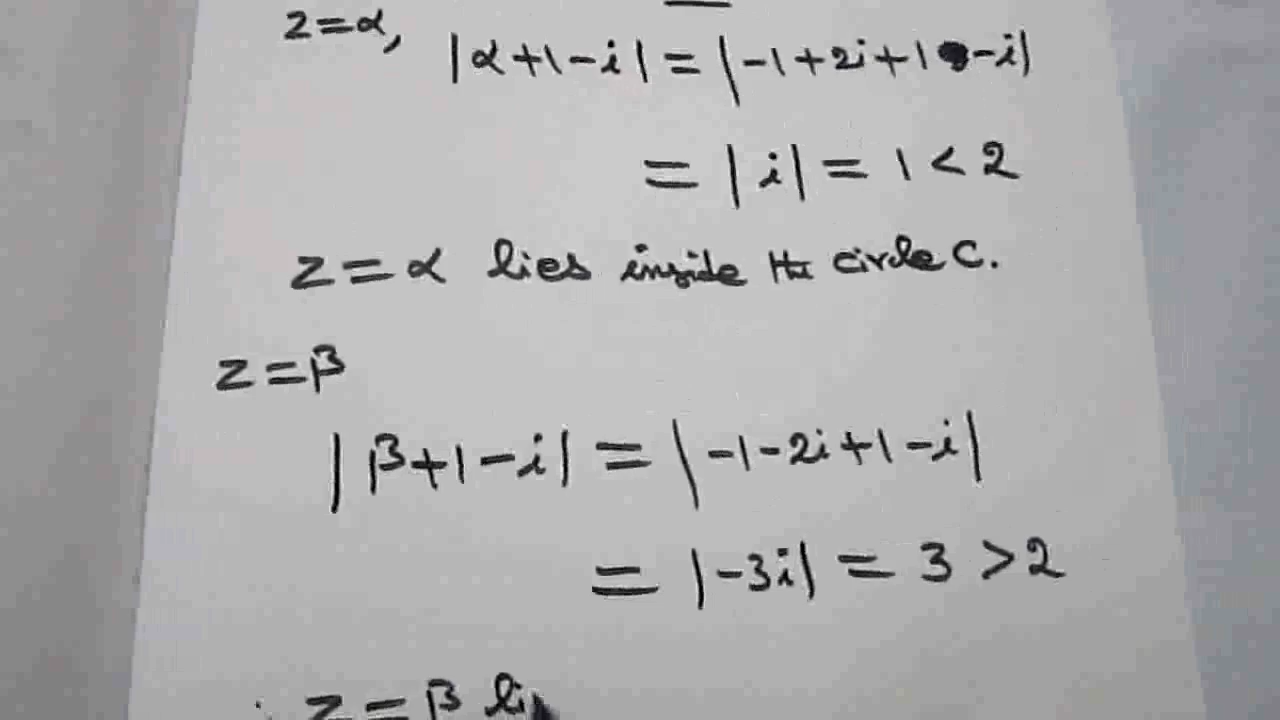 z=α, |α+1-i| = |-1+2i+1-i|
= |i| = 1 < 2
z=α lies inside the circle C.
z=β
|β+1-i| = |-1-2i+1-i|
= |-3i| = 3 > 2
z=β